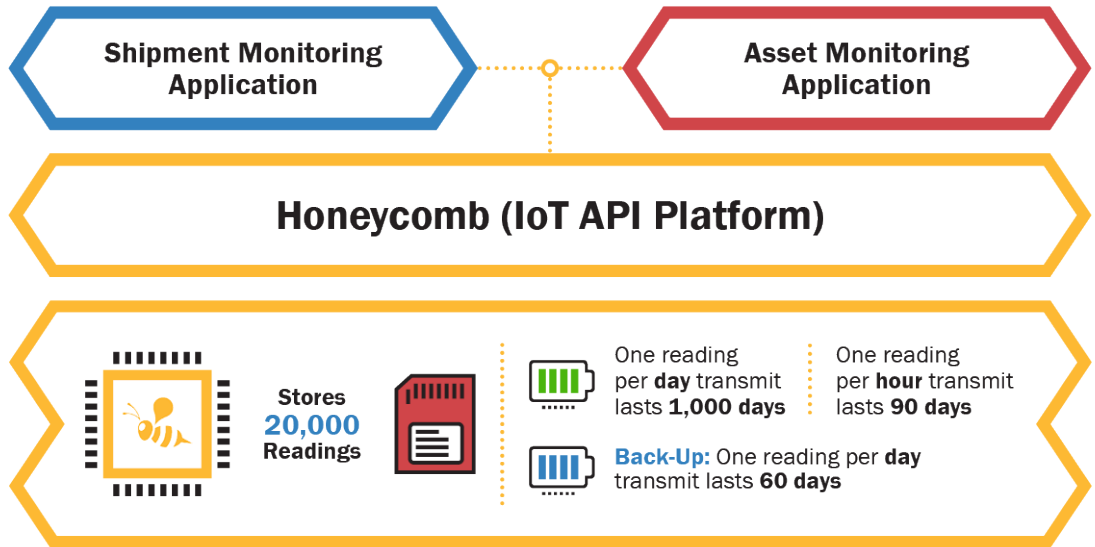 Shipment Monitoring
Application
Asset Monitoring
Application
Honeycomb (IoT API Platform)
Stores
20,000
Readings
One reading
per day transmit
lasts 1,000 days
One reading
per hour transmit
lasts 90 days
Back-Up: One reading per day
transmit lasts 60 days